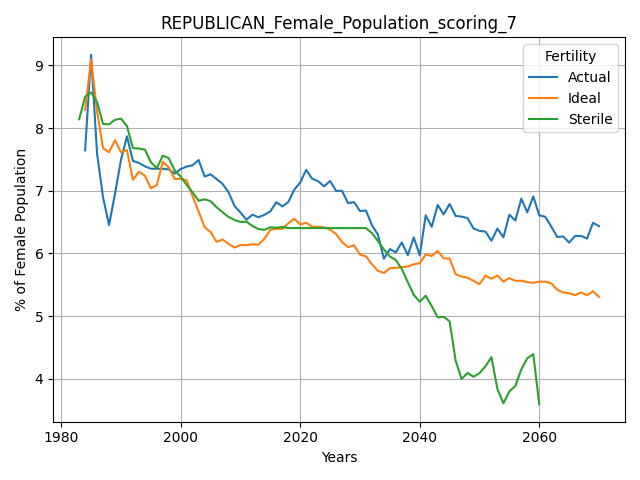 REPUBLICAN_Female_Population_scoring_7
Fertility
Actual
Ideal
Sterile
% of Female Population
9
8
7
6
5
4
1980
2000
2020
2040
2060
Years